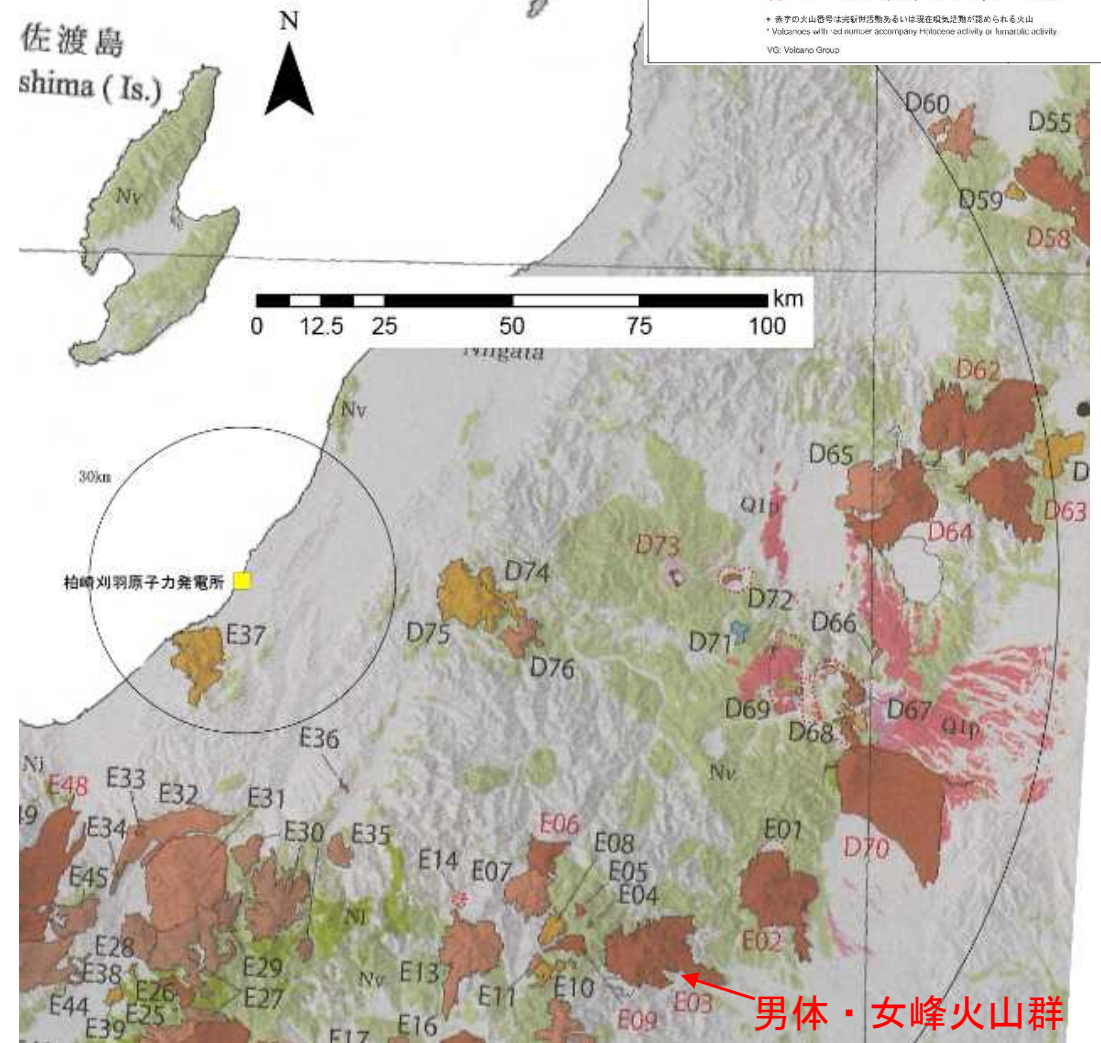 * 赤字の火山番号は完新世活動あるいは現在噴気活動が認められる火山
* Volcanoes with red number accompany Holocene activity or fumarolic activity.
VG: Volcano Group
佐渡島
shima ( Is.)
N
D60
D55
Nv
D59
D58
km
0 12.5 25 50 75 100
Niigata
D62
Nv
D65
D
30km
Q1p
D63
D64
D73
柏崎刈羽原子力発電所
D74
D72
E37
D75
D71
D66
D76
D69
D67
Q1p
D68
E36
Nj
Nv
E48
E33
E32
E31
E06
E01
E34
E30
E35
E08
D70
E14
E07
E05
E45
E04
Nj
E28
E02
E38
E29
Nv
E13
E10
E44
E26
E27
E11
E03
E39
E25
E09
男体・女峰火山群
E17
E16